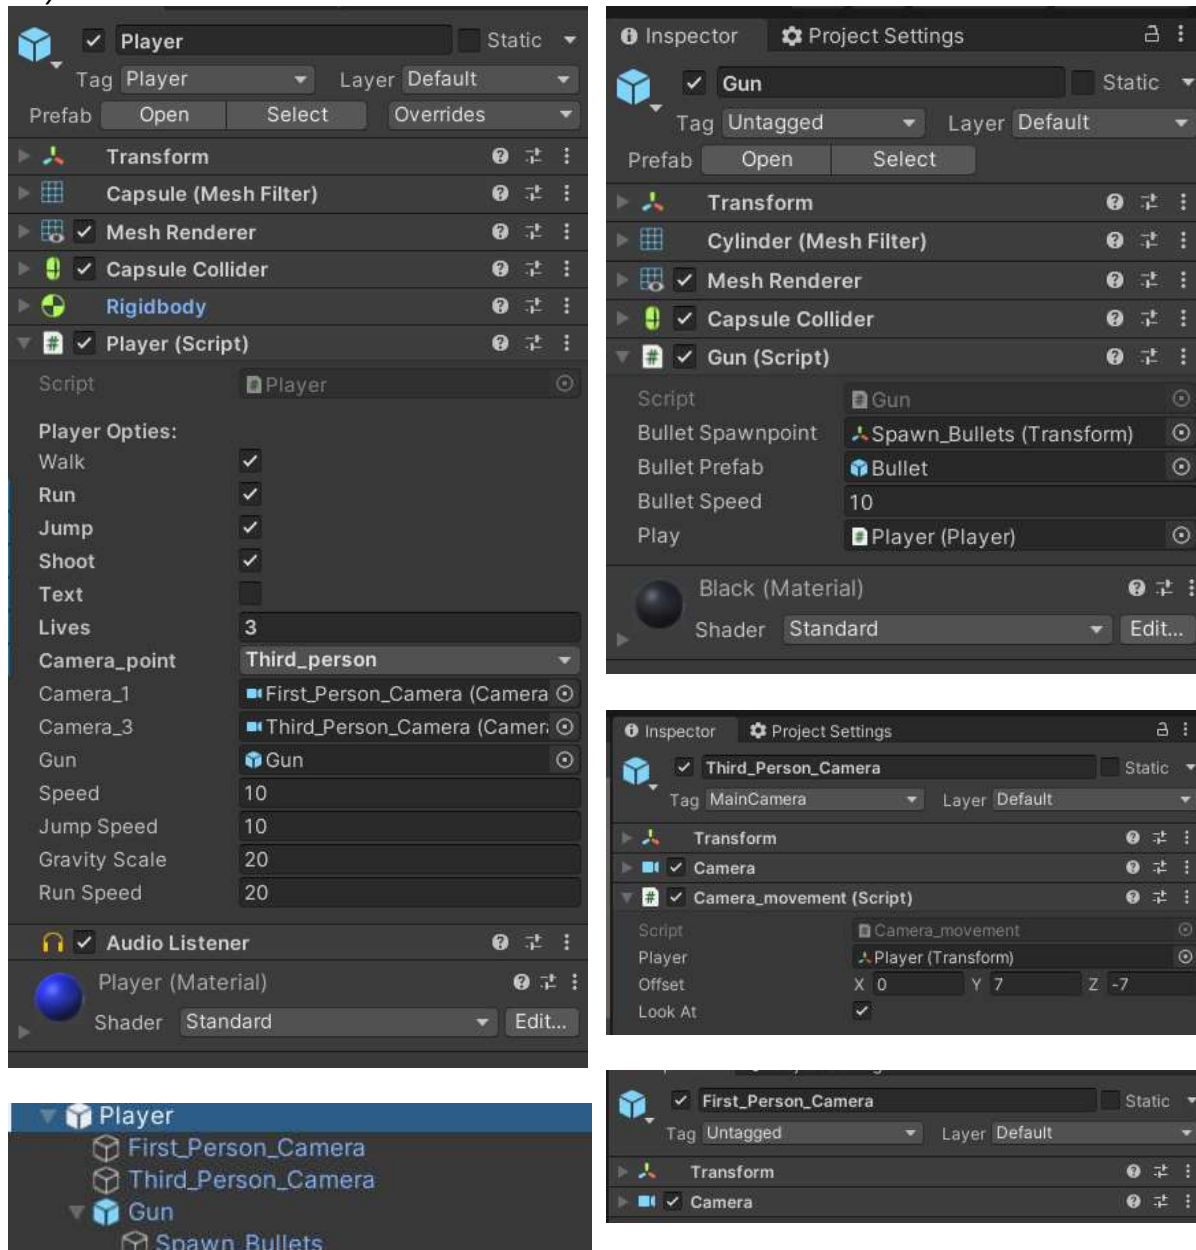 Player
Static
Tag Player Layer Default
Prefab Open Select Overrides
Transform
Capsule (Mesh Filter)
Mesh Renderer
Capsule Collider
Rigidbody
Player (Script)
Script Player
Player Opties:
Walk
Run
Jump
Shoot
Text
Lives 3
Camera_point Third_person
Camera_1 First_Person_Camera (Camera
Camera_3 Third_Person_Camera (Camer
Gun Gun
Speed 10
Jump Speed 10
Gravity Scale 20
Run Speed 20
Audio Listener
Player (Material)
Shader Standard Edit...
Player
First_Person_Camera
Third_Person_Camera
Gun
Spawn_Bullets
Inspector Project Settings
Gun Static
Tag Untagged Layer Default
Prefab Open Select
Transform
Cylinder (Mesh Filter)
Mesh Renderer
Capsule Collider
Gun (Script)
Script Gun
Bullet Spawnpoint Spawn_Bullets (Transform)
Bullet Prefab Bullet
Bullet Speed 10
Play Player (Player)
Black (Material)
Shader Standard Edit...
Inspector Project Settings
Third_Person_Camera Static
Tag MainCamera Layer Default
Transform
Camera
Camera_movement (Script)
Script Camera_movement
Player Player (Transform)
Offset X 0 Y 7 Z -7
Look At
First_Person_Camera Static
Tag Untagged Layer Default
Transform
Camera